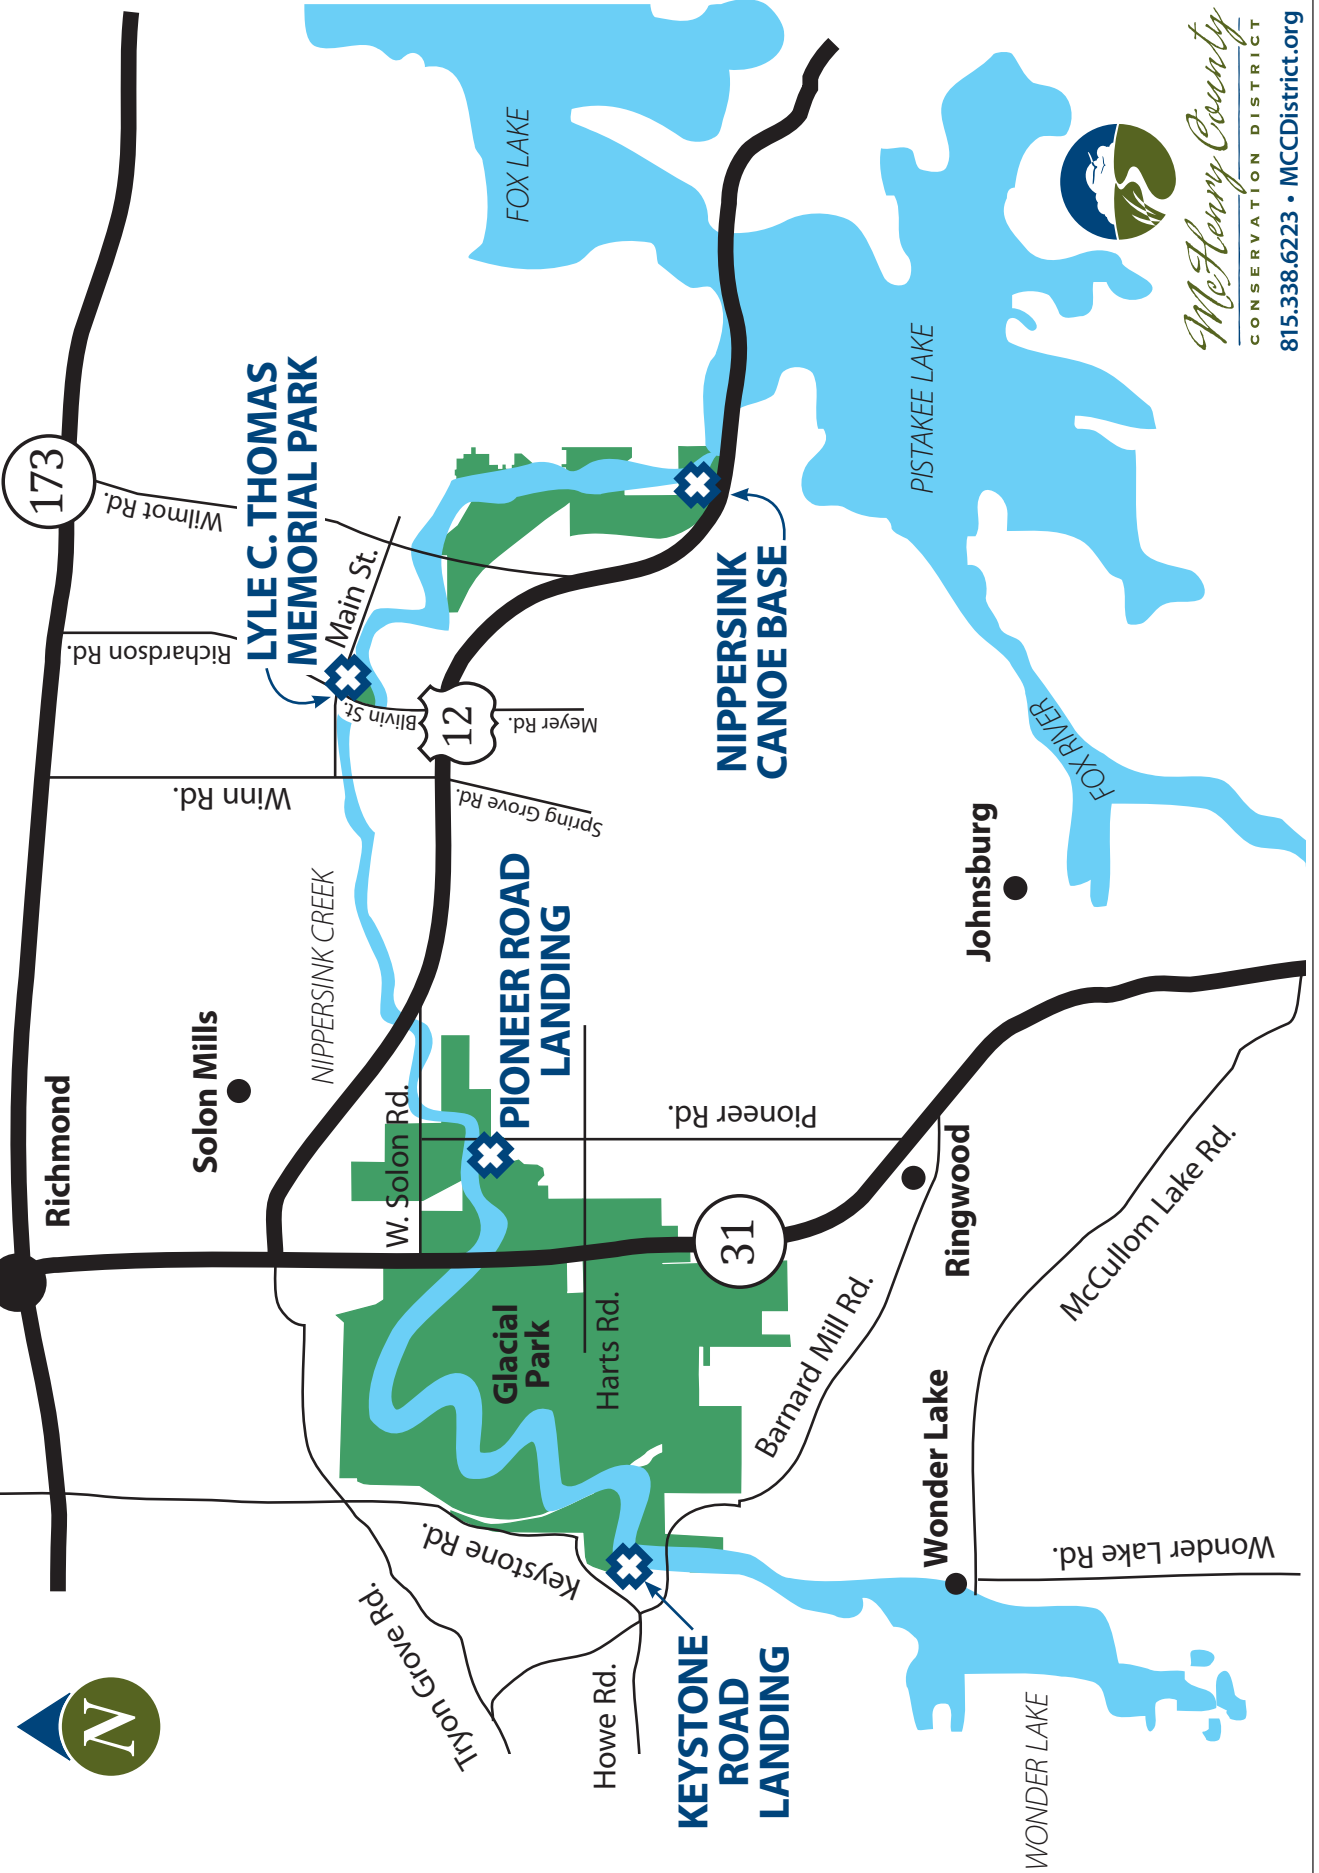 N
173
Wilmot Rd.
Richardson Rd.
Richmond
LYLE C. THOMAS
MEMORIAL PARK
Main St.
Blivin St.
Winn Rd.
12
Meyer Rd.
Spring Grove Rd.
FOX LAKE
Solon Mills
NIPPERSINK CREEK
W. Solon Rd.
PIONEER ROAD
LANDING
Pioneer Rd.
Glacial
Park
Harts Rd.
31
Tryon Grove Rd.
Keystone Rd.
Howe Rd.
KEYSTONE
ROAD
LANDING
Barnard Mill Rd.
NIPPERSINK
CANOE BASE
PISTAKEE LAKE
FOX RIVER
Johnsburg
Ringwood
Wonder Lake
McCullom Lake Rd.
Wonder Lake Rd.
WONDER LAKE
McHenry County
CONSERVATION DISTRICT
815.338.6223 • MCCDistrict.org